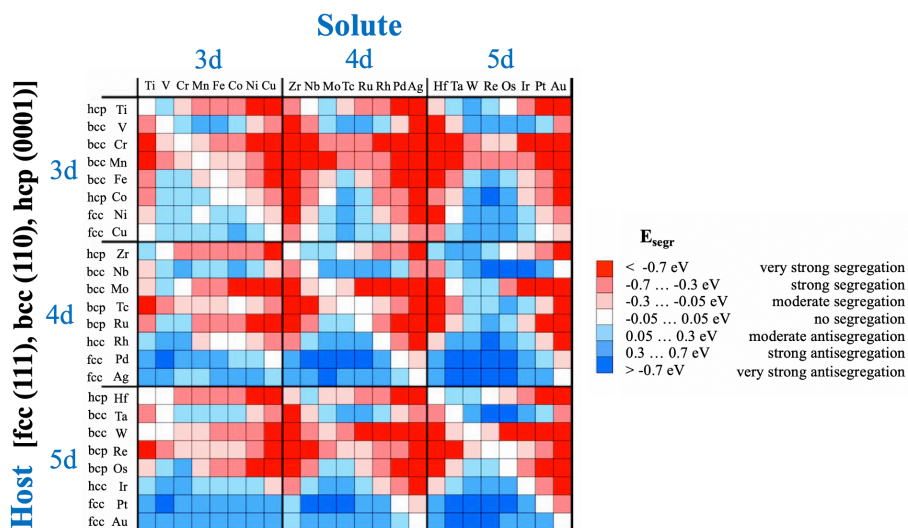 Solute
3d 4d 5d
Ti V Cr Mn Fe Co Ni Cu Zr Nb Mo Tc Ru Rh Pd Ag Hf Ta W Re Os Ir Pt Au
Host [fcc (111), bcc (110), hcp (0001)]
3d
hcp Ti
bcc V
bcc Cr
bcc Mn
bcc Fe
hcp Co
fcc Ni
fcc Cu
4d
hcp Zr
bcc Nb
bcc Mo
bcp Tc
bcp Ru
hcc Rh
fcc Pd
fcc Ag
5d
hcp Hf
bcc Ta
bcc W
bcp Re
bcp Os
hcc Ir
fcc Pt
fcc Au
E segr
< -0.7 eV very strong segregation
-0.7 ... -0.3 eV strong segregation
-0.3 ... -0.05 eV moderate segregation
-0.05 ... 0.05 eV no segregation
0.05 ... 0.3 eV moderate antisegregation
0.3 ... 0.7 eV strong antisegregation
> -0.7 eV very strong antisegregation